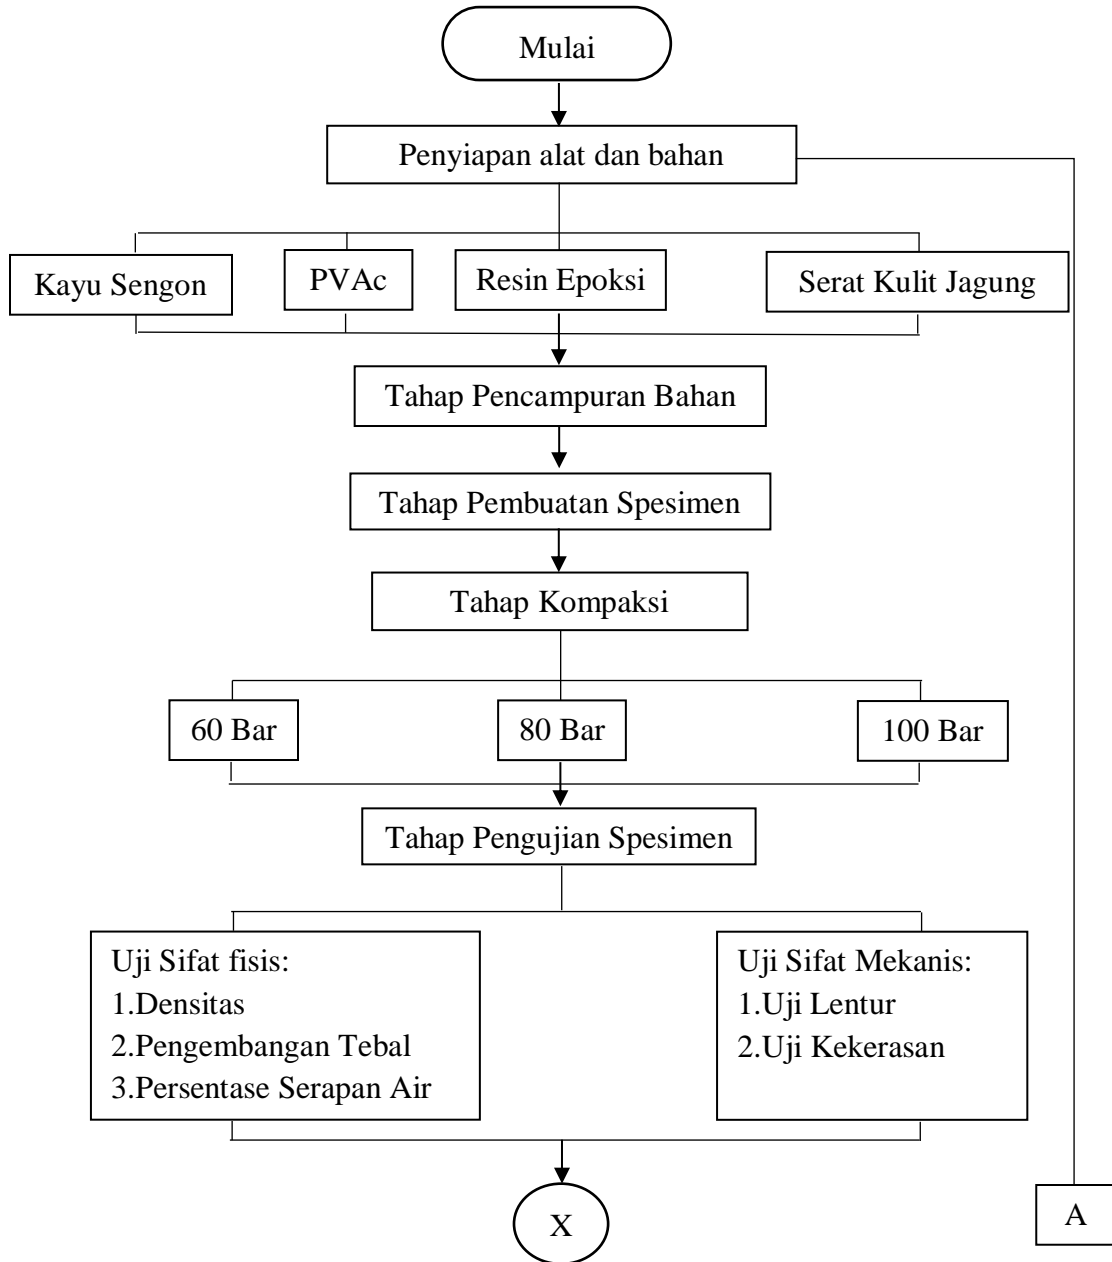 Mulai
Penyiapan alat dan bahan
Kayu Sengon
PVAc
Resin Epoksi
Serat Kulit Jagung
Tahap Pencampuran Bahan
Tahap Pembuatan Spesimen
Tahap Kompaksi
60 Bar
80 Bar
100 Bar
Tahap Pengujian Spesimen
Uji Sifat fisis:
1.Densitas
2.Pengembangan Tebal
3.Persentase Serapan Air
Uji Sifat Mekanis:
1.Uji Lentur
2.Uji Kekerasan
X
A